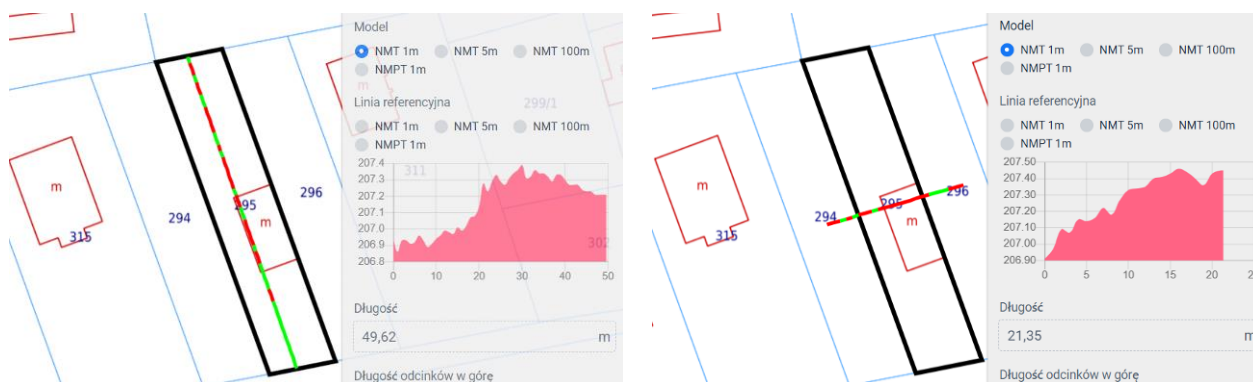 Model
NMT 1m NMT 5m NMT 100m
NMPT 1m
m
299/1
Linia referencyjna
NMT 1m NMT 5m NMT 100m
NMPT 1m
207.4
207.3
207.2
207.1
207.0
206.9
206.8
0 10 20 30 40 50
311
302
m
315
294
295
m
296
Długość
49,62 m
Długość odcinków w górę
Model
NMT 1m NMT 5m NMT 100m
NMPT 1m
Linia referencyjna
NMT 1m NMT 5m NMT 100m
NMPT 1m
207.50
207.40
207.30
207.20
207.10
207.00
206.90
0 5 10 15 20
m
315
294
295
m
296
Długość
21,35 m
Długość odcinków w górę